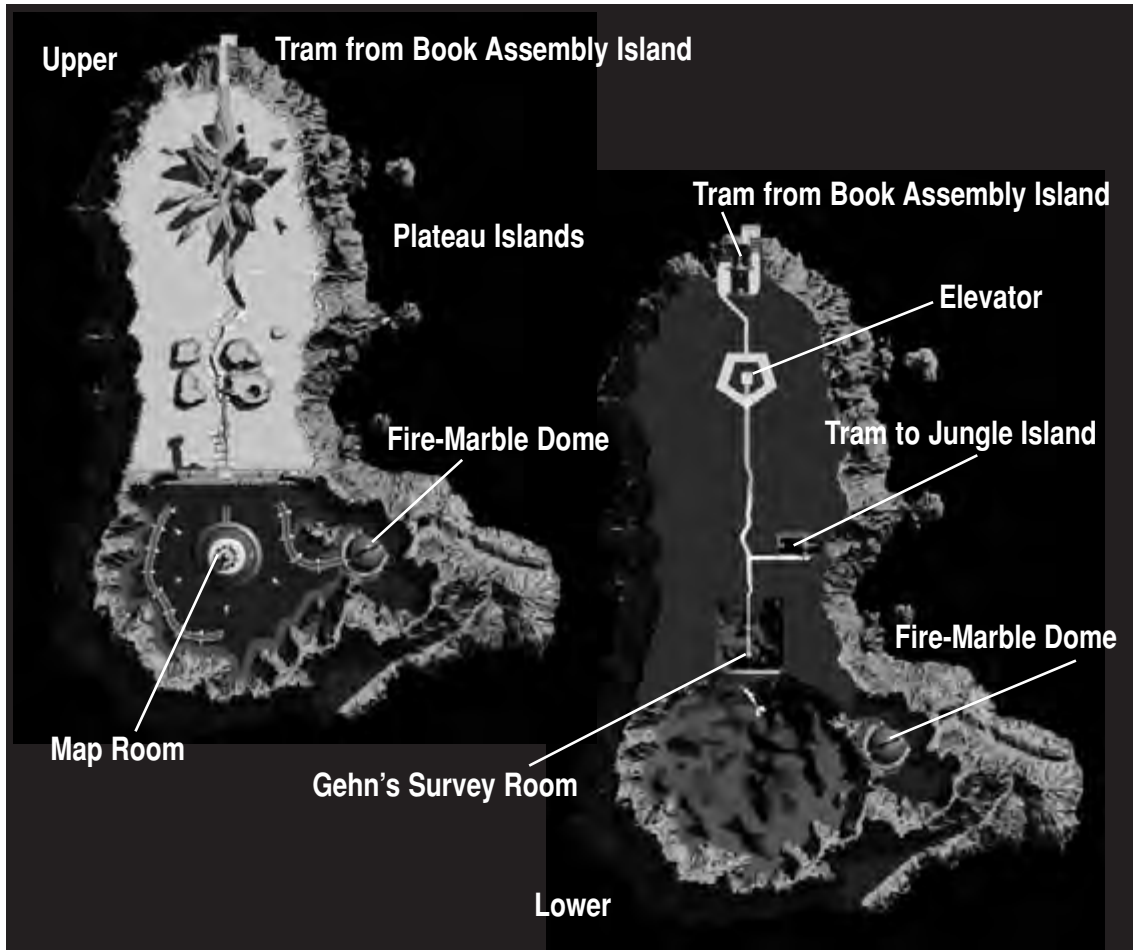 Upper
Tram from Book Assembly Island
Plateau Islands
Fire-Marble Dome
Map Room
Tram from Book Assembly Island
Elevator
Tram to Jungle Island
Fire-Marble Dome
Gehn's Survey Room
Lower